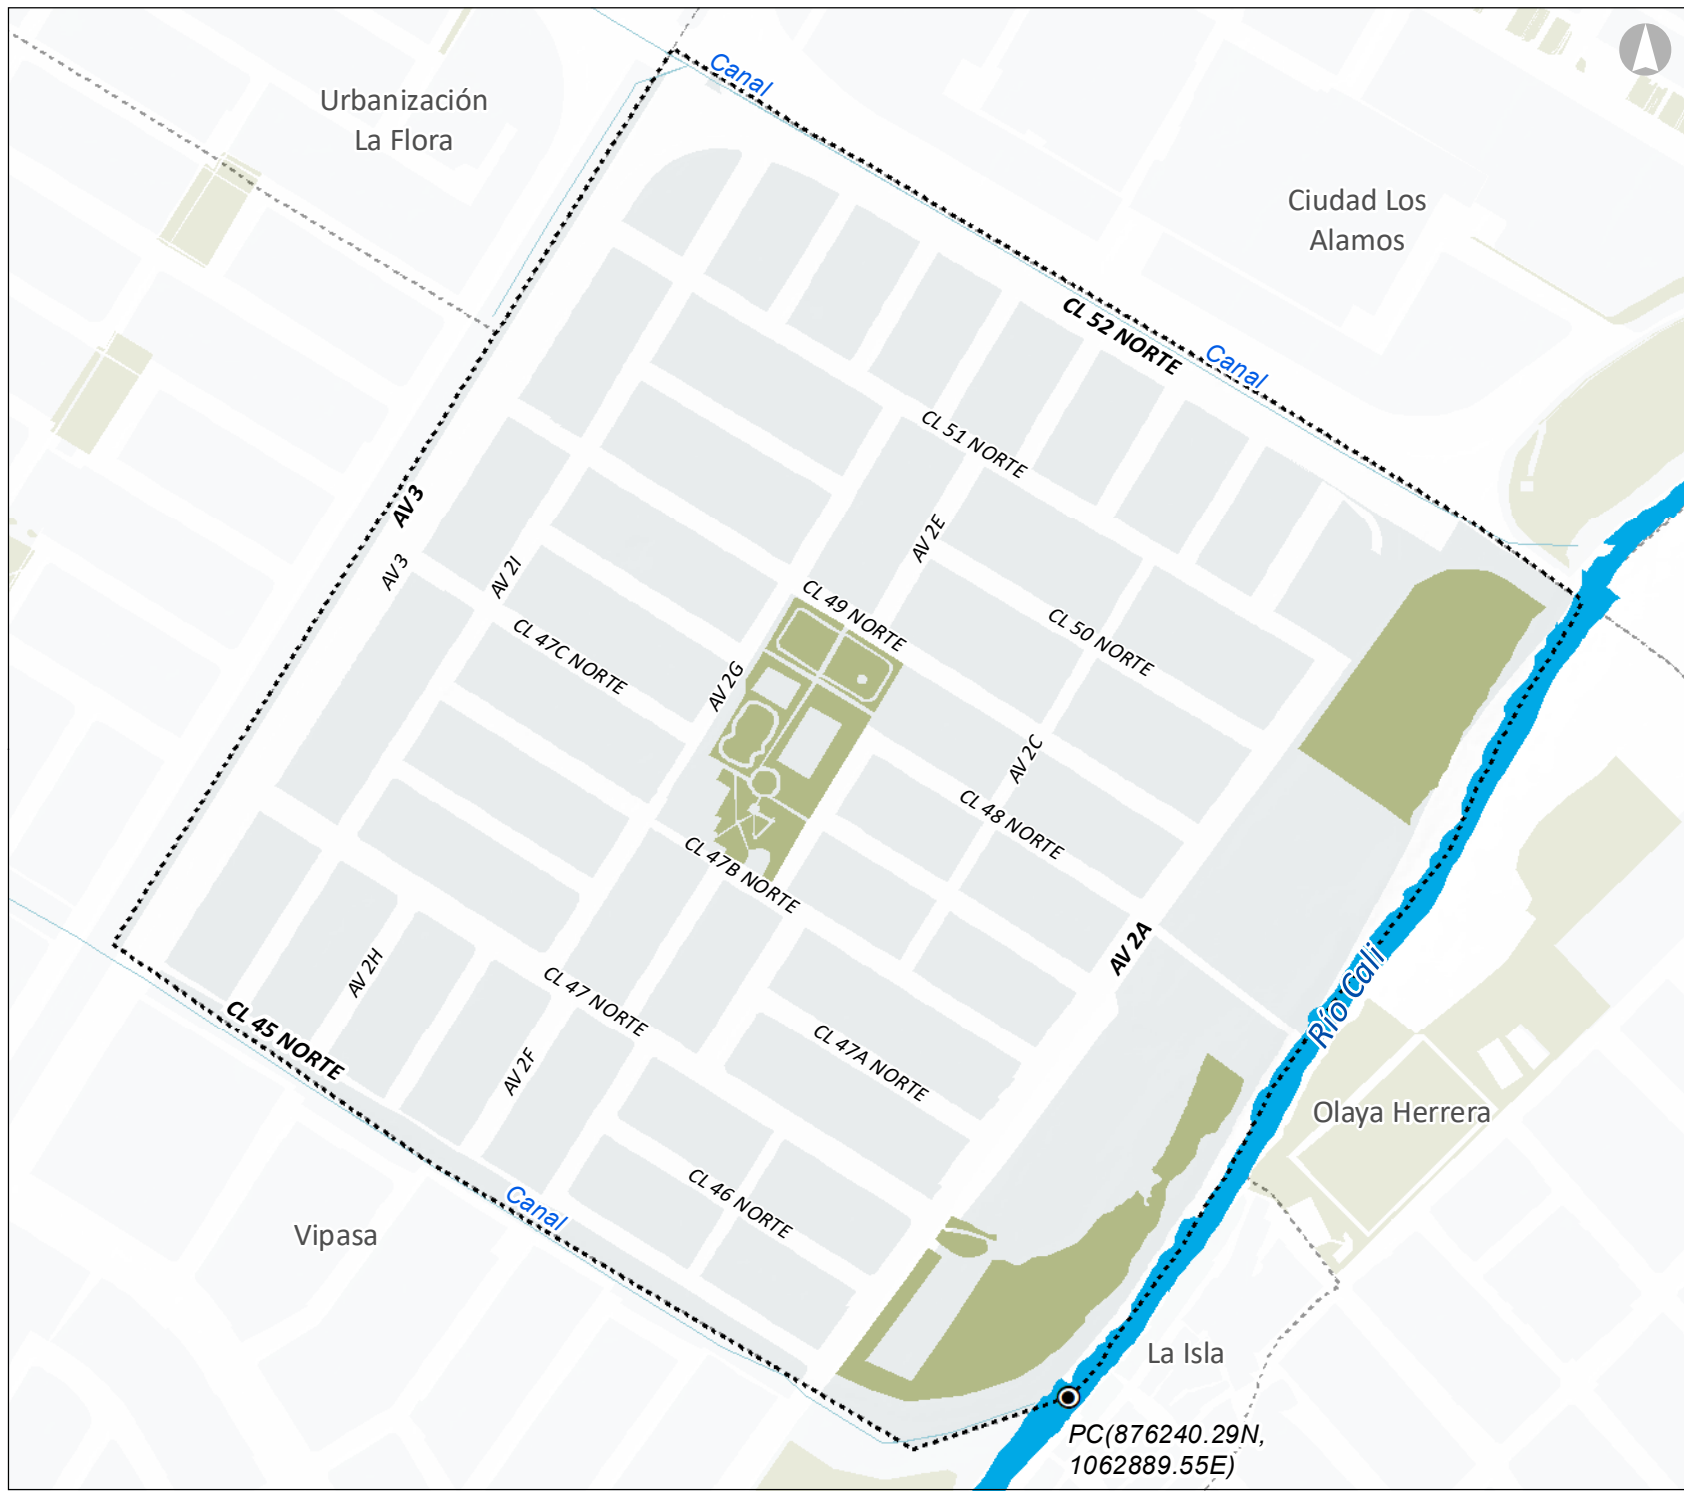 Canal
Urbanización
La Flora
Ciudad Los
Alamos
CL 52 NORTE
Canal
CL 51 NORTE
AV 3
AV 2E
AV 3
AV 2I
CL 49 NORTE
CL 50 NORTE
CL 47C NORTE
AV 2G
AV 2C
CL 48 NORTE
CL 47B NORTE
AV 2A
AV 2H
CL 47 NORTE
Río Cali
CL 45 NORTE
AV 2F
CL 47A NORTE
Olaya Herrera
CL 46 NORTE
Canal
Vipasa
La Isla
PC(876240.29N,
1062889.55E)